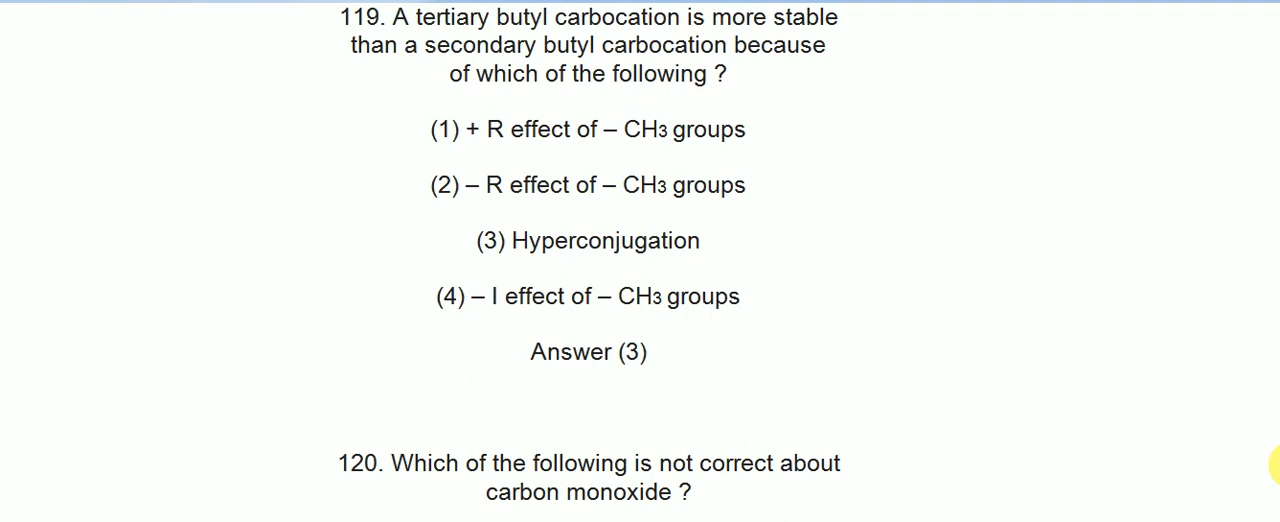 119. A tertiary butyl carbocation is more stable
than a secondary butyl carbocation because
of which of the following ?
(1) + R effect of – CH3 groups
(2) – R effect of – CH3 groups
(3) Hyperconjugation
(4) – I effect of – CH3 groups
Answer (3)
120. Which of the following is not correct about
carbon monoxide ?